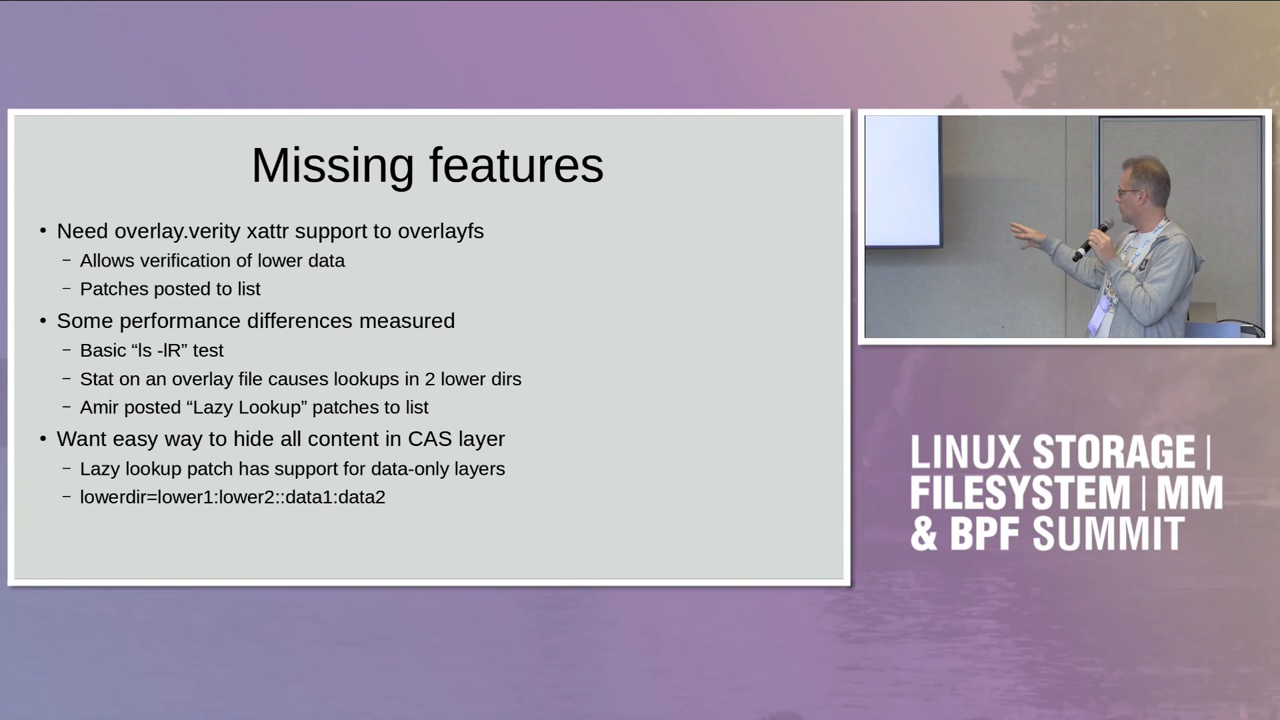 Missing features
• Need overlay.verity xattr support to overlayfs
– Allows verification of lower data
– Patches posted to list
• Some performance differences measured
– Basic “ls -lR” test
– Stat on an overlay file causes lookups in 2 lower dirs
– Amir posted “Lazy Lookup” patches to list
• Want easy way to hide all content in CAS layer
– Lazy lookup patch has support for data-only layers
– lowerdir=lower1:lower2::data1:data2
LINUX STORAGE |
FILESYSTEM | MM
& BPF SUMMIT